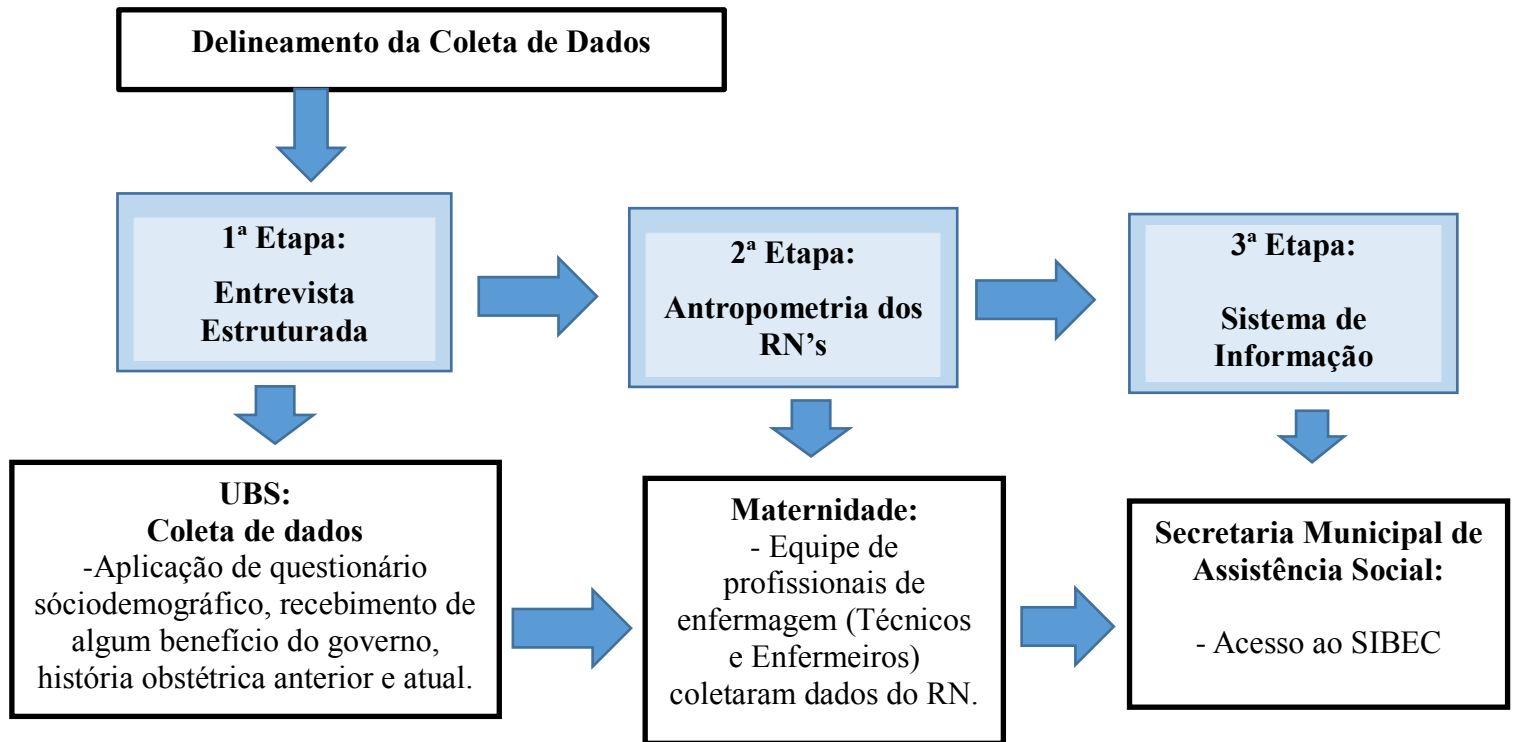 Delineamento da Coleta de Dados
1ª Etapa:
Entrevista
Estruturada
2ª Etapa:
Antropometria dos
RN’s
3ª Etapa:
Sistema de
Informação
UBS:
Coleta de dados
-Aplicação de questionário
sóciodemográfico, recebimento de
algum benefício do governo,
história obstétrica anterior e atual.
Maternidade:
- Equipe de
profissionais de
enfermagem (Técnicos
e Enfermeiros)
coletaram dados do RN.
Secretaria Municipal de
Assistência Social:
- Acesso ao SIBEC